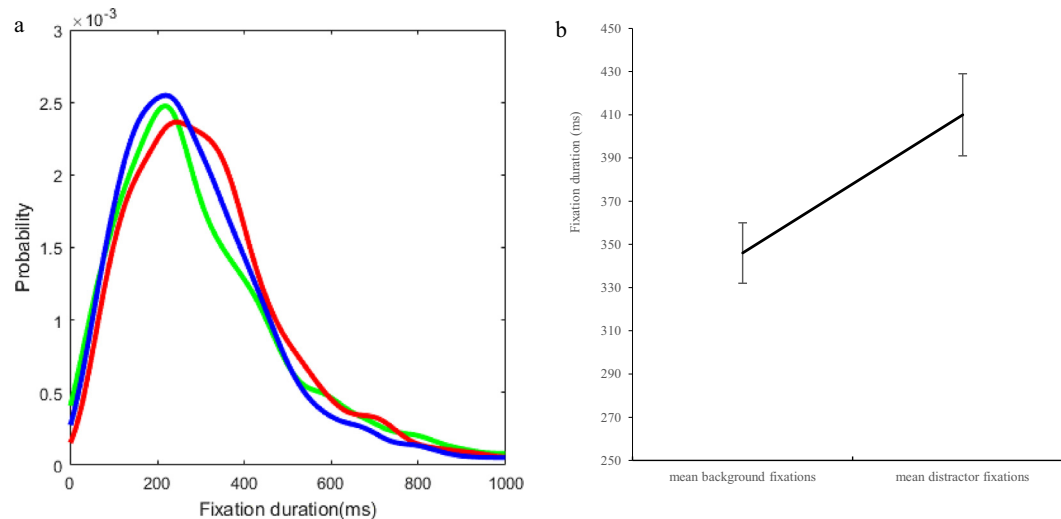 a
×10⁻³
3
2.5
2
1.5
1
0.5
0
Probability
0 200 400 600 800 1000
Fixation duration(ms)
b
450
430
410
390
370
350
330
310
290
270
250
Fixation duration (ms)
mean background fixations mean distractor fixations